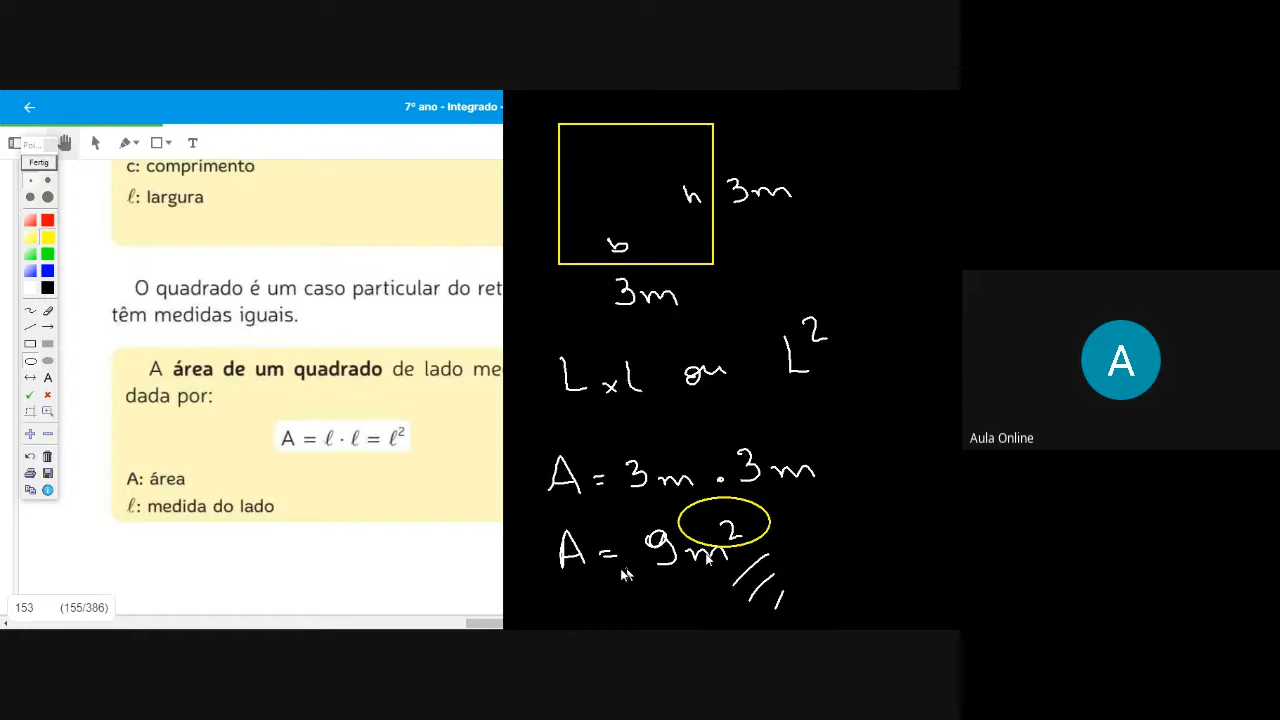 7º ano - Integrado -
Poi...
Fertig
T
A
c: comprimento
ℓ: largura
O quadrado é um caso particular do ret
têm medidas iguais.
A área de um quadrado de lado me
dada por:
A = ℓ · ℓ = ℓ²
A: área
ℓ: medida do lado
153 (155/386)
h 3m
b
3m
L x l ou L²
A = 3m . 3m
A = 9m²
A
Aula Online